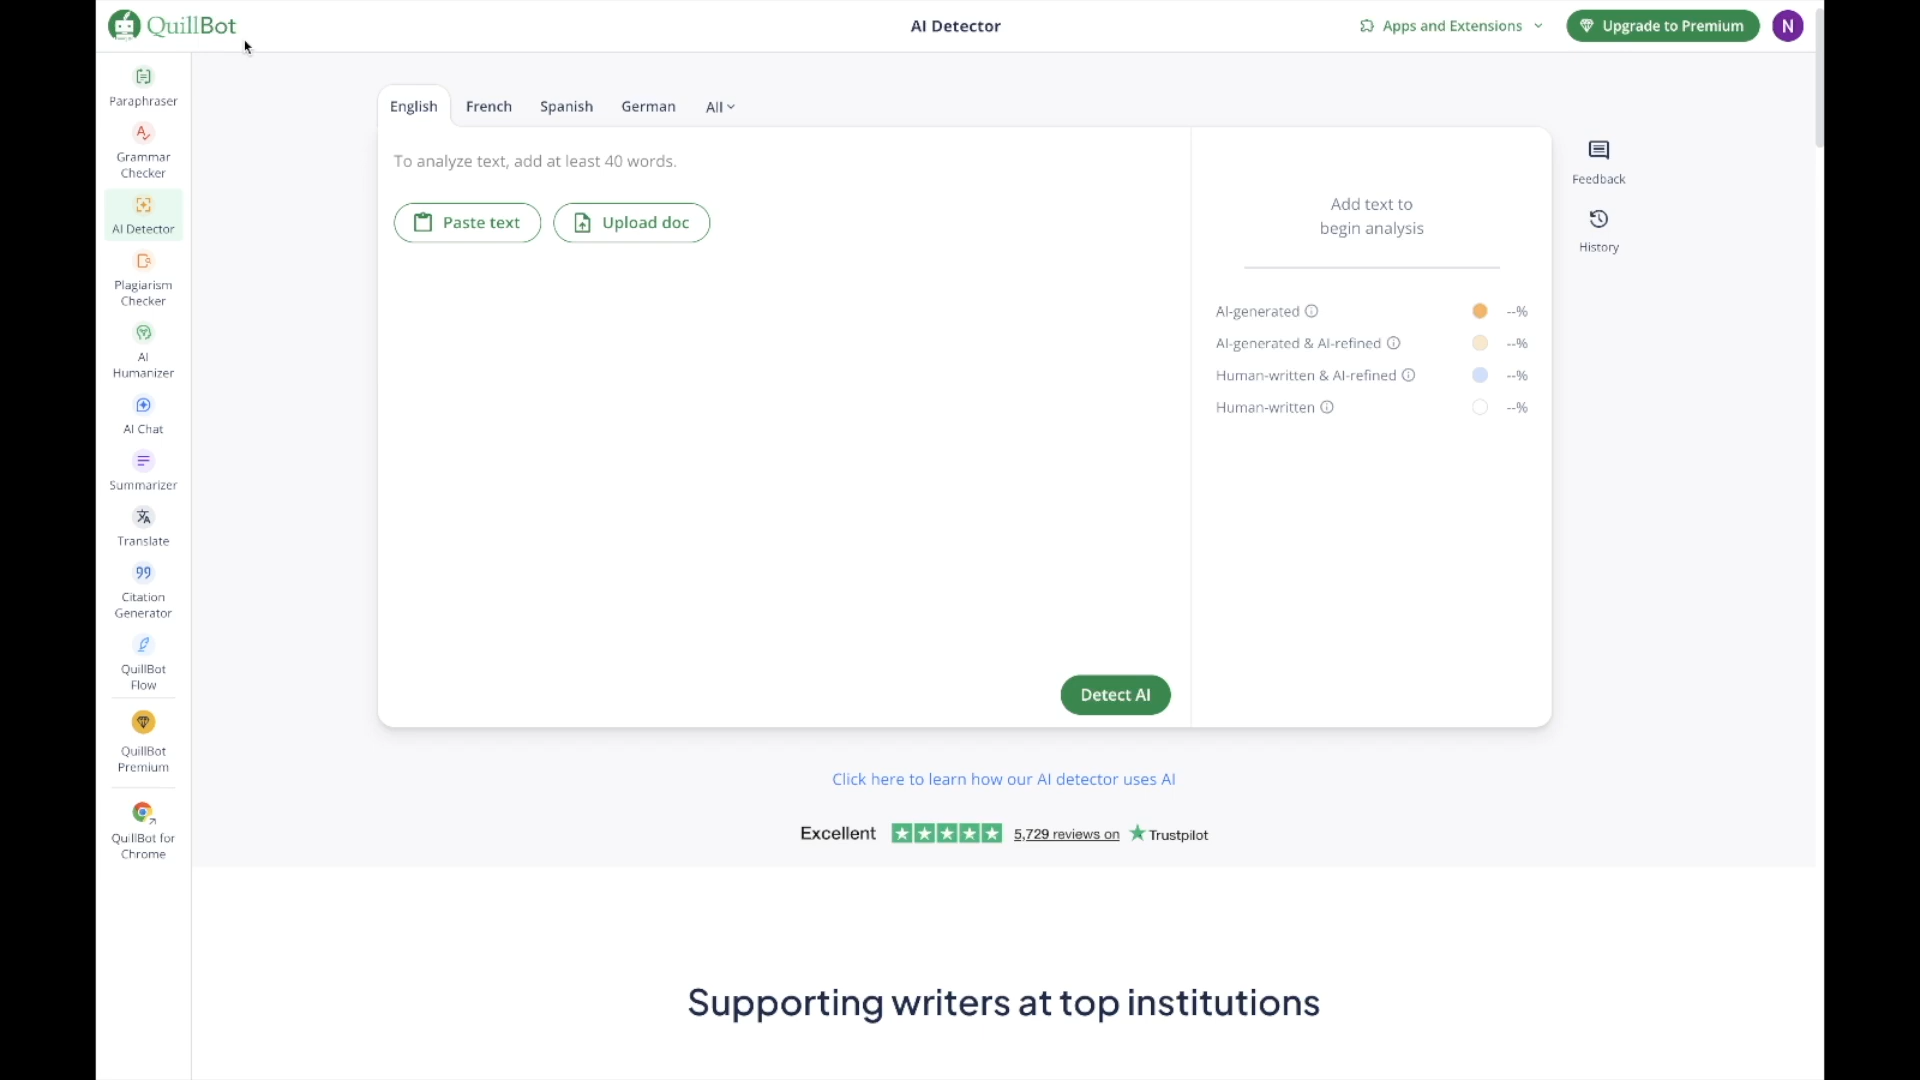 QuillBot
AI Detector
Apps and Extensions
Upgrade to Premium
N
Paraphraser
Grammar
Checker
AI Detector
Plagiarism
Checker
AI
Humanizer
AI Chat
Summarizer
Translate
Citation
Generator
QuillBot
Flow
QuillBot
Premium
QuillBot for
Chrome
English French Spanish German All
To analyze text, add at least 40 words.
Paste text Upload doc
Detect AI
Add text to
begin analysis
AI-generated --%
AI-generated & AI-refined --%
Human-written & AI-refined --%
Human-written --%
Feedback
History
Click here to learn how our AI detector uses AI
Excellent 5,729 reviews on Trustpilot
Supporting writers at top institutions